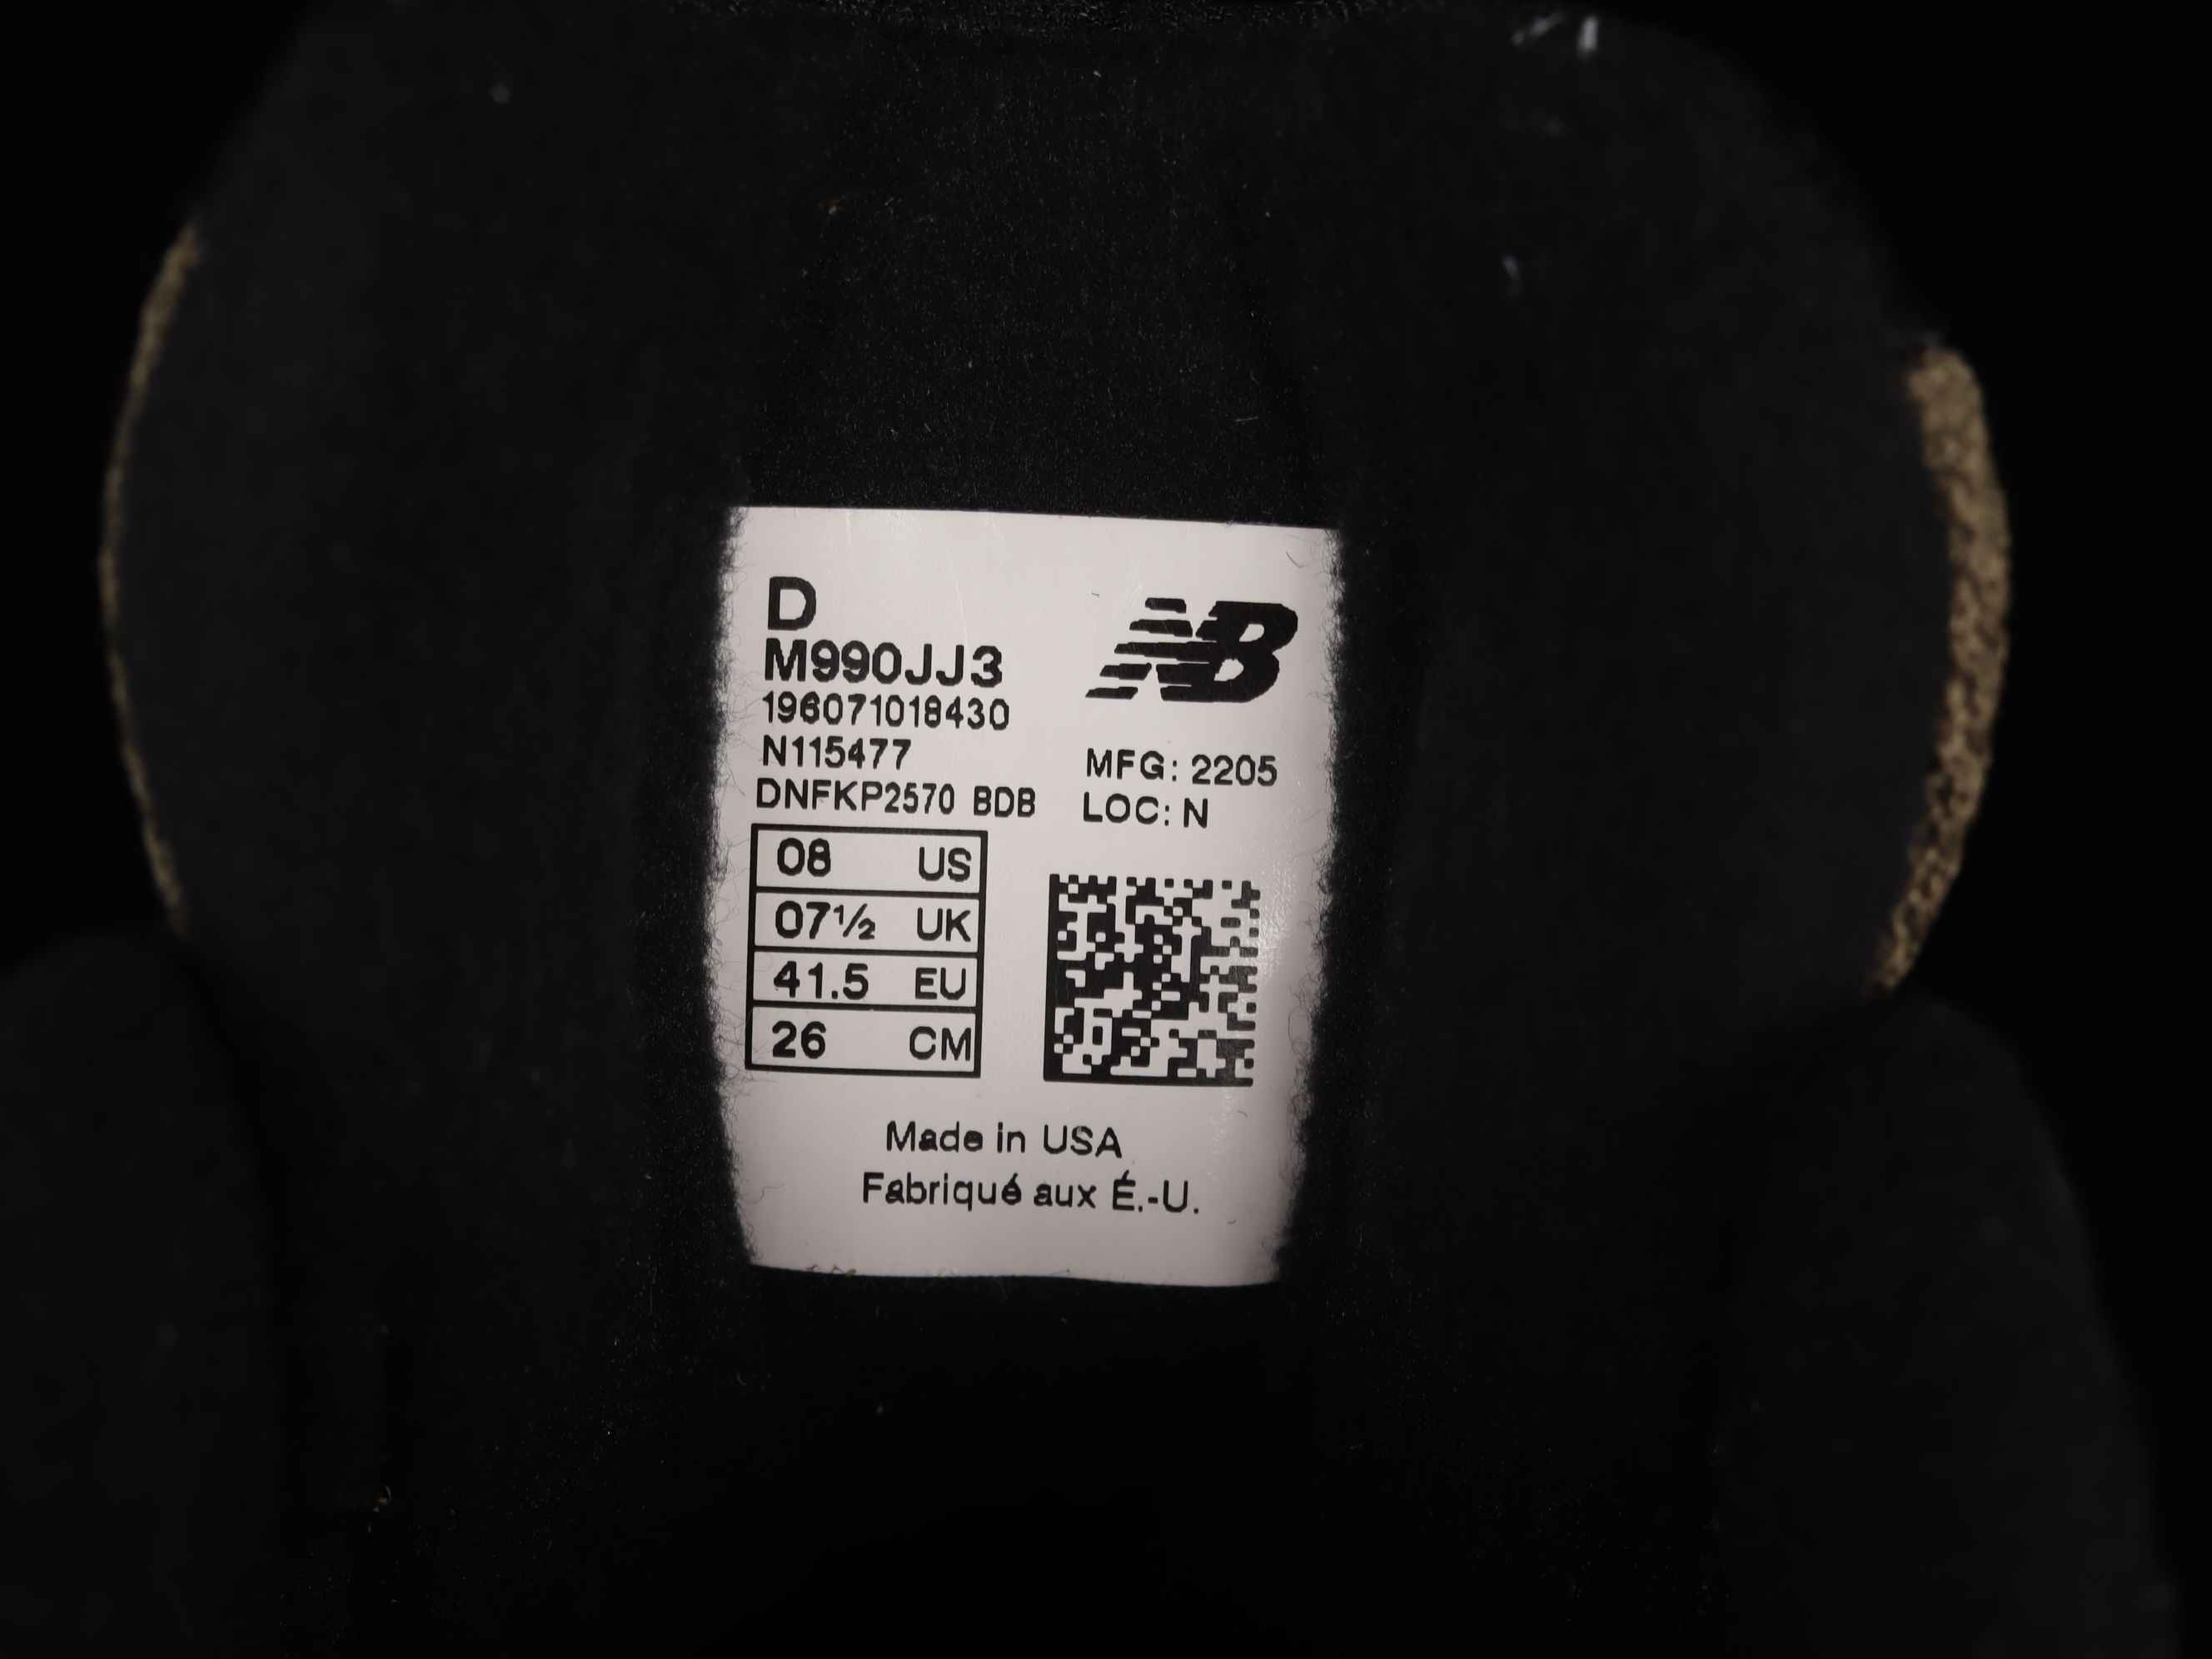 D
M990JJ3
NB
196071018430
N115477
MFG: 2205
DNFKP2570 BDB
LOC: N
08 US
07½ UK
41.5 EU
26 CM
Made in USA
Fabriqué aux É.-U.